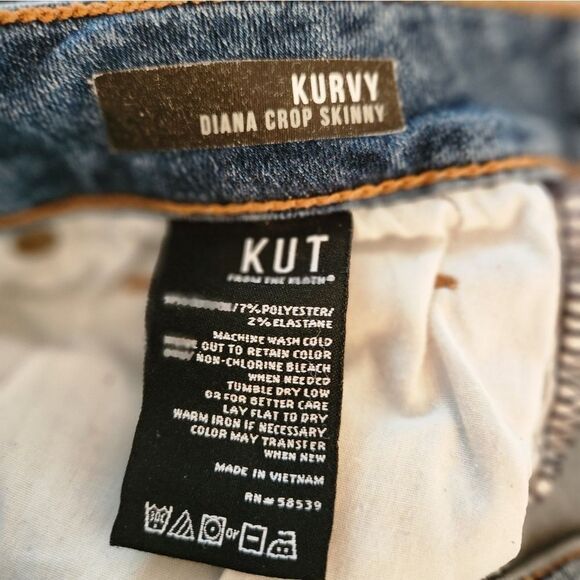 KURVY
DIANA CROP SKINNY
KUT
FROM THE KLOTH®
/7% POLYESTER/
2% ELASTANE
MACHINE WASH COLD
OUT TO RETAIN COLOR
NON-CHLORINE BLEACH
WHEN NEEDED
TUMBLE DRY LOW
OR FOR BETTER CARE
LAY FLAT TO DRY
WARM IRON IF NECESSARY
COLOR MAY TRANSFER
WHEN NEW
MADE IN VIETNAM
RN# 58539
or